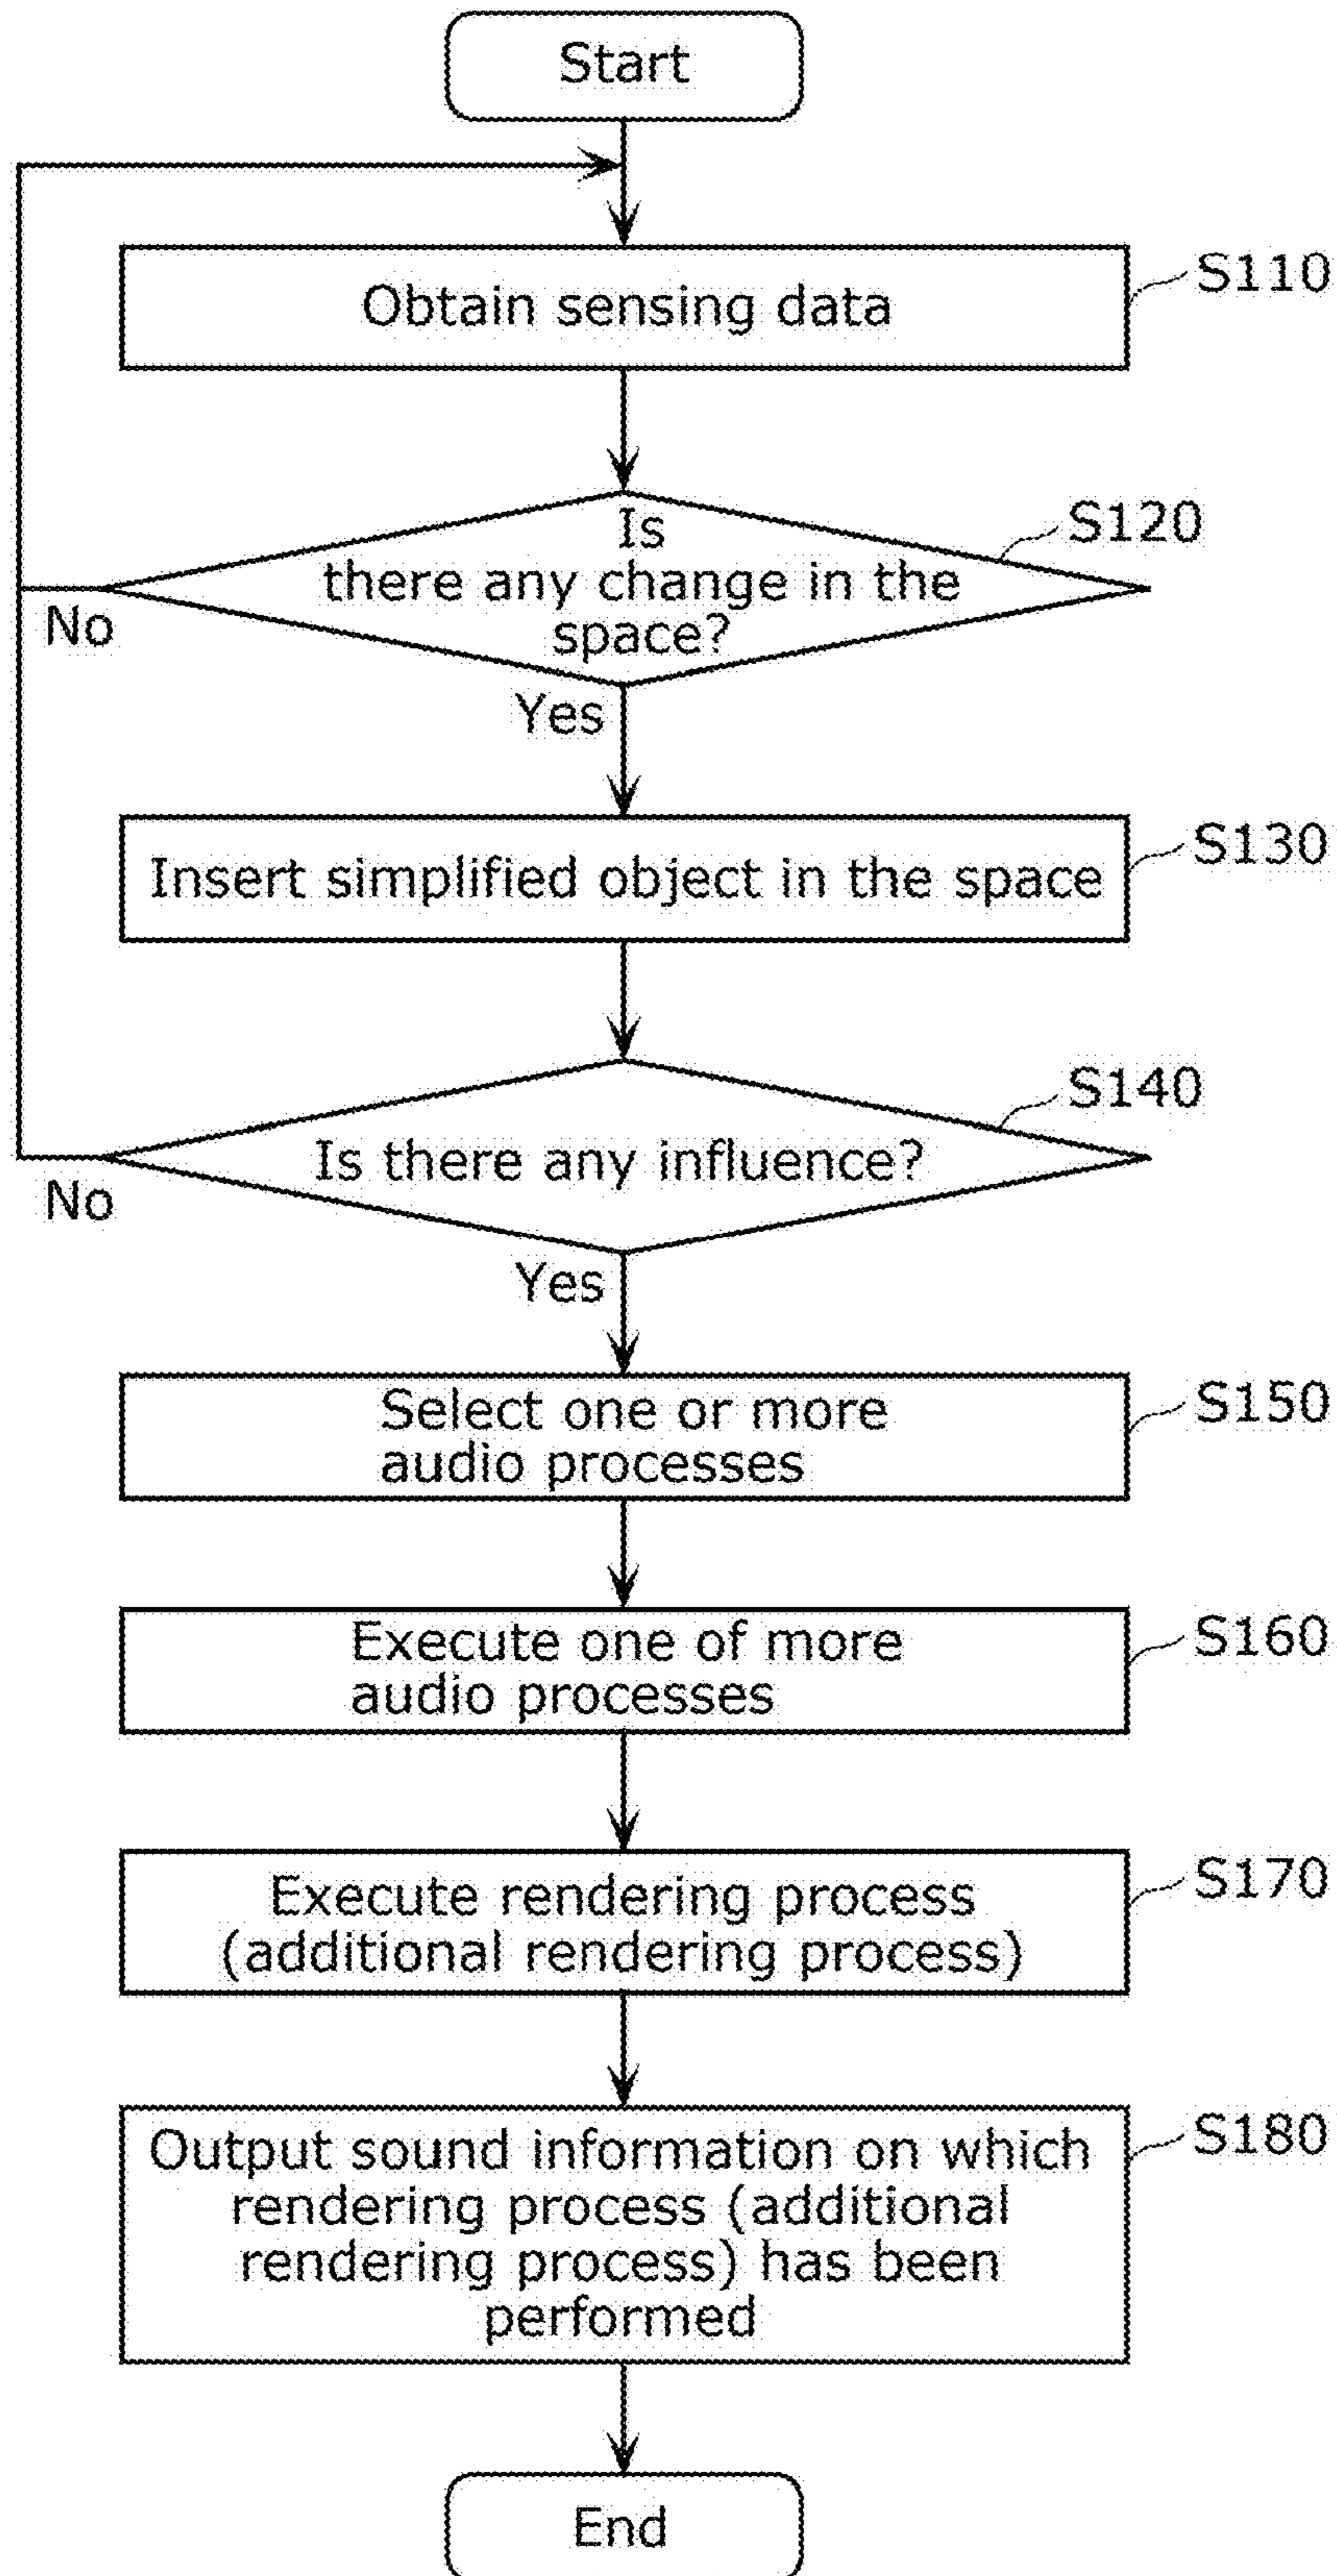 Start
Obtain sensing data
S110
Is
there any change in the
space?
S120
No
Yes
Insert simplified object in the space
S130
Is there any influence?
S140
No
Yes
Select one or more
audio processes
S150
Execute one of more
audio processes
S160
Execute rendering process
(additional rendering process)
S170
Output sound information on which
rendering process (additional
rendering process) has been
performed
S180
End